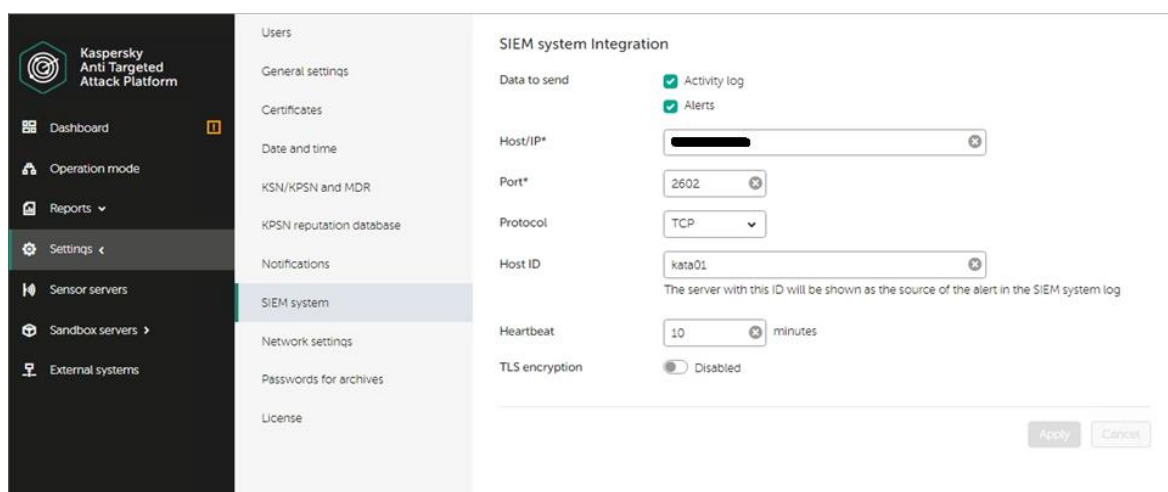 Kaspersky
Anti Targeted
Attack Platform
Dashboard
Operation mode
Reports
Settings
Sensor servers
Sandbox servers
External systems
Users
General settings
Certificates
Date and time
KSN/KPSN and MDR
KPSN reputation database
Notifications
SIEM system
Network settings
Passwords for archives
License
SIEM system Integration
Data to send Activity log
Alerts
Host/IP*
Port* 2602
Protocol TCP
Host ID kata01
The server with this ID will be shown as the source of the alert in the SIEM system log
Heartbeat 10 minutes
TLS encryption Disabled
Apply Cancel